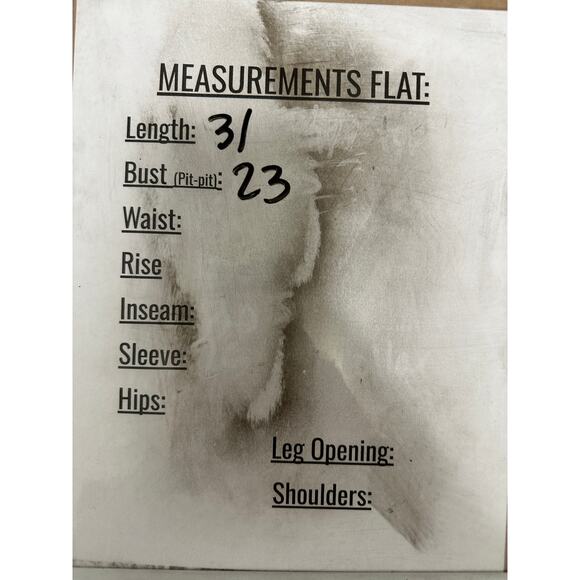 MEASUREMENTS FLAT:
Length: 31
Bust (Pit-pit): 23
Waist:
Rise
Inseam:
Sleeve:
Hips:
Leg Opening:
Shoulders: